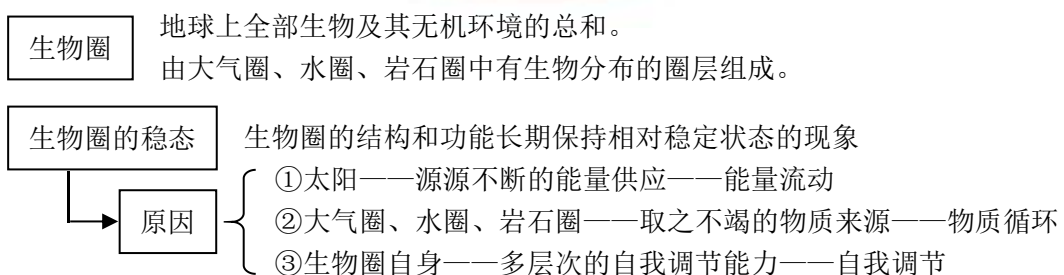 生物圈
地球上全部生物及其无机环境的总和。
由大气圈、水圈、岩石圈中有生物分布的圈层组成。
生物圈的稳态
生物圈的结构和功能长期保持相对稳定状态的现象
原因
①太阳——源源不断的能量供应——能量流动
②大气圈、水圈、岩石圈——取之不竭的物质来源——物质循环
③生物圈自身——多层次的自我调节能力——自我调节